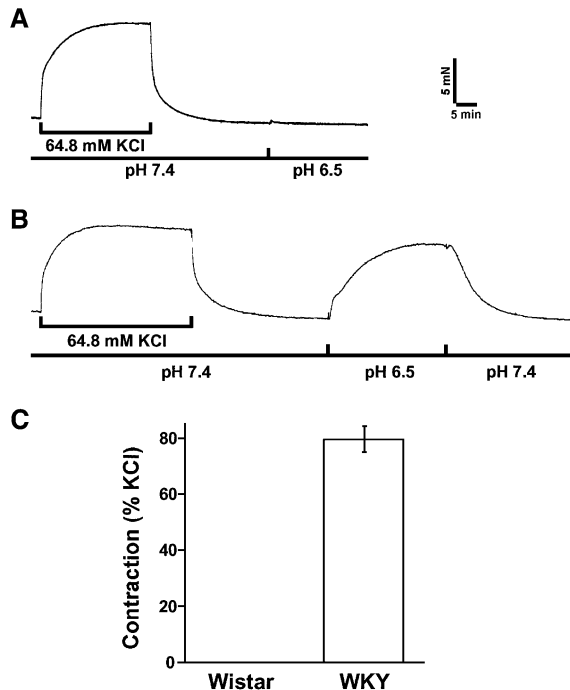 A
5 mN
5 min
64.8 mM KCl
pH 7.4 pH 6.5
B
64.8 mM KCl
pH 7.4 pH 6.5 pH 7.4
C
Contraction (% KCl)
80
60
40
20
0
Wistar WKY